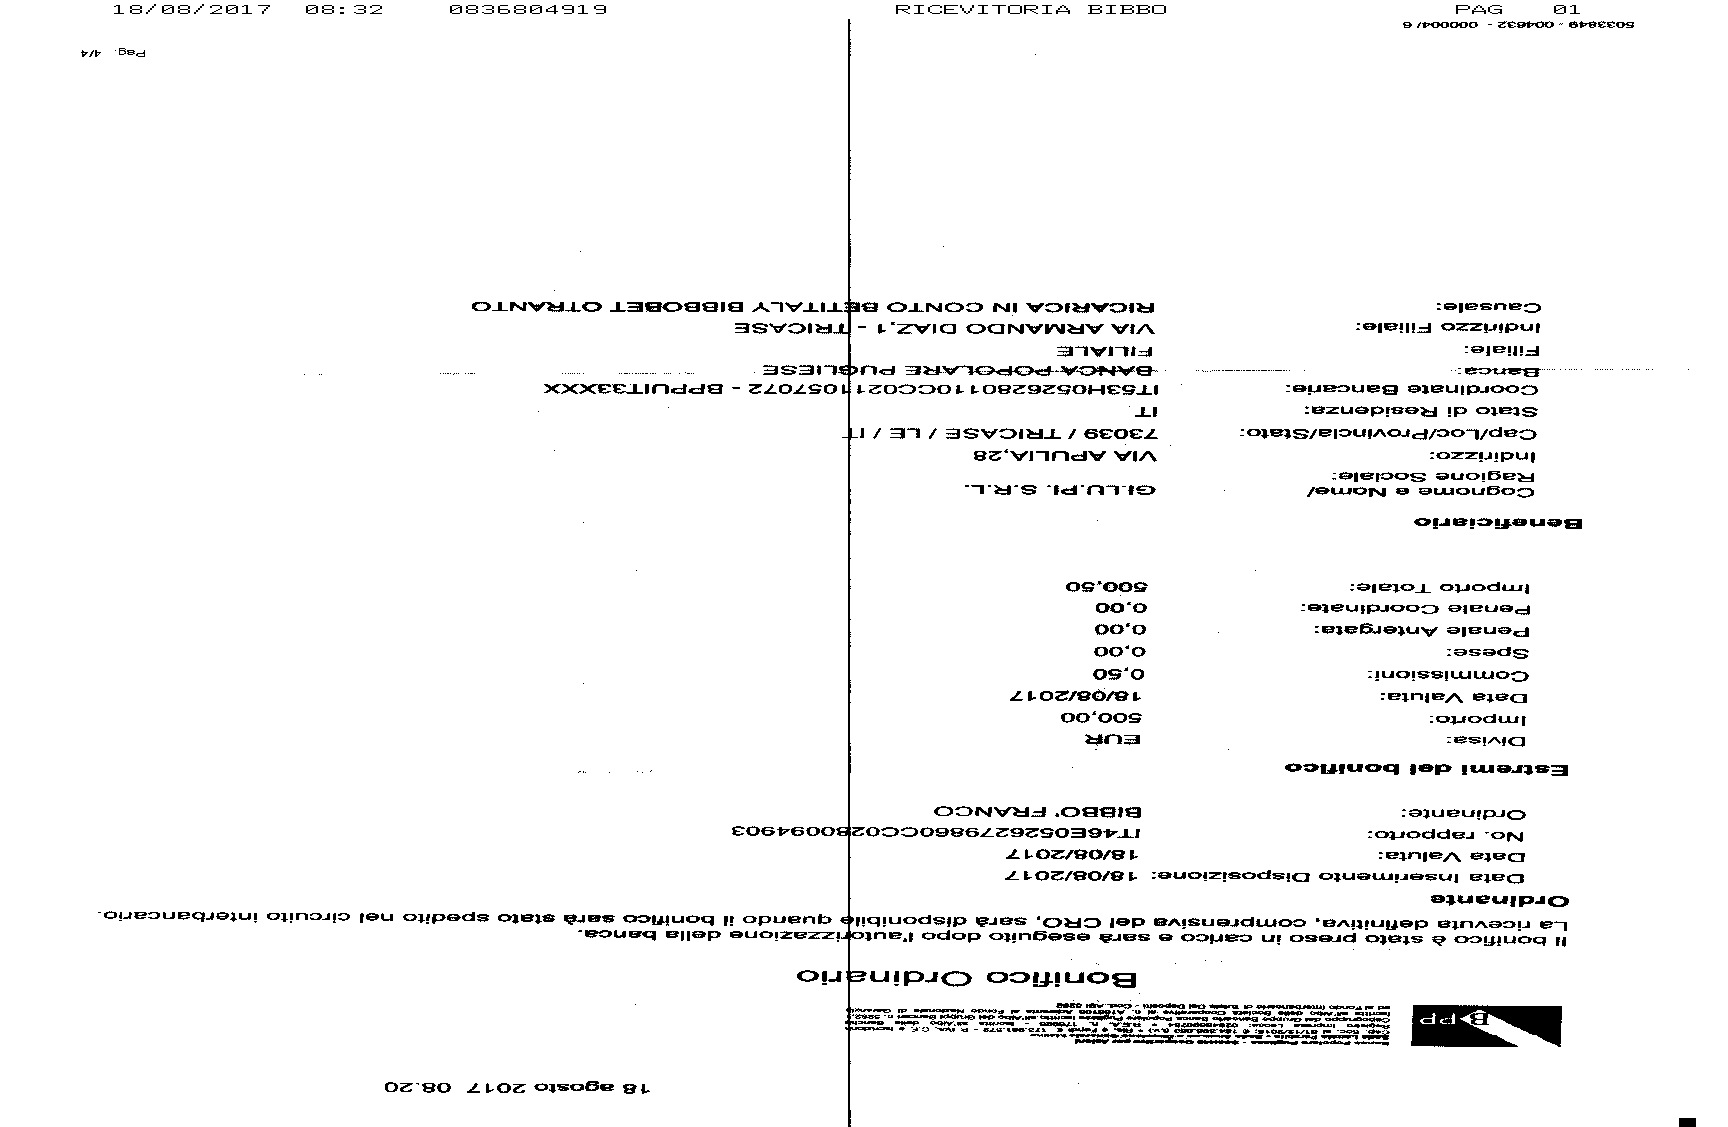 18/08/2017 08:32 0836804919 RICEVITORIA BIBBO PAG 01
18 agosto 2017 08.20
BPP
Banca Popolare Pugliese - Società Cooperativa per Azioni
Bonifico Ordinario
Il bonifico è stato preso in carico e sarà eseguito dopo l'autorizzazione della banca.
La ricevuta definitiva, comprensiva del CRO, sarà disponibile quando il bonifico sarà stato spedito nel circuito interbancario.
Ordinante
Data Inserimento Disposizione: 18/08/2017
Data Valuta: 18/08/2017
No. rapporto: IT46E0526279860CC0280094903
Ordinante: BIBBO' FRANCO
Estremi del bonifico
Divisa: EUR
Importo: 500,00
Data Valuta: 18/08/2017
Commissioni: 0,50
Spese: 0,00
Penale Antergata: 0,00
Penale Coordinate: 0,00
Importo Totale: 500,50
Beneficiario
Cognome e Nome/ GI.LU.PI. S.R.L.
Ragione Sociale:
Indirizzo: VIA APULIA,28
Cap/Loc/Provincia/Stato: 73039 / TRICASE / LE / IT
Stato di Residenza: IT
Coordinate Bancarie: IT53H0526280110CC0211057072 - BPPUIT33XXX
Banca: BANCA POPOLARE PUGLIESE
Filiale: FILIALE
Indirizzo Filiale: VIA ARMANDO DIAZ,1 - TRICASE
Causale: RICARICA IN CONTO BETITALY BIBBOBET OTRANTO
Pag. 4/4
5033849 - 004632 - 000004/ 6